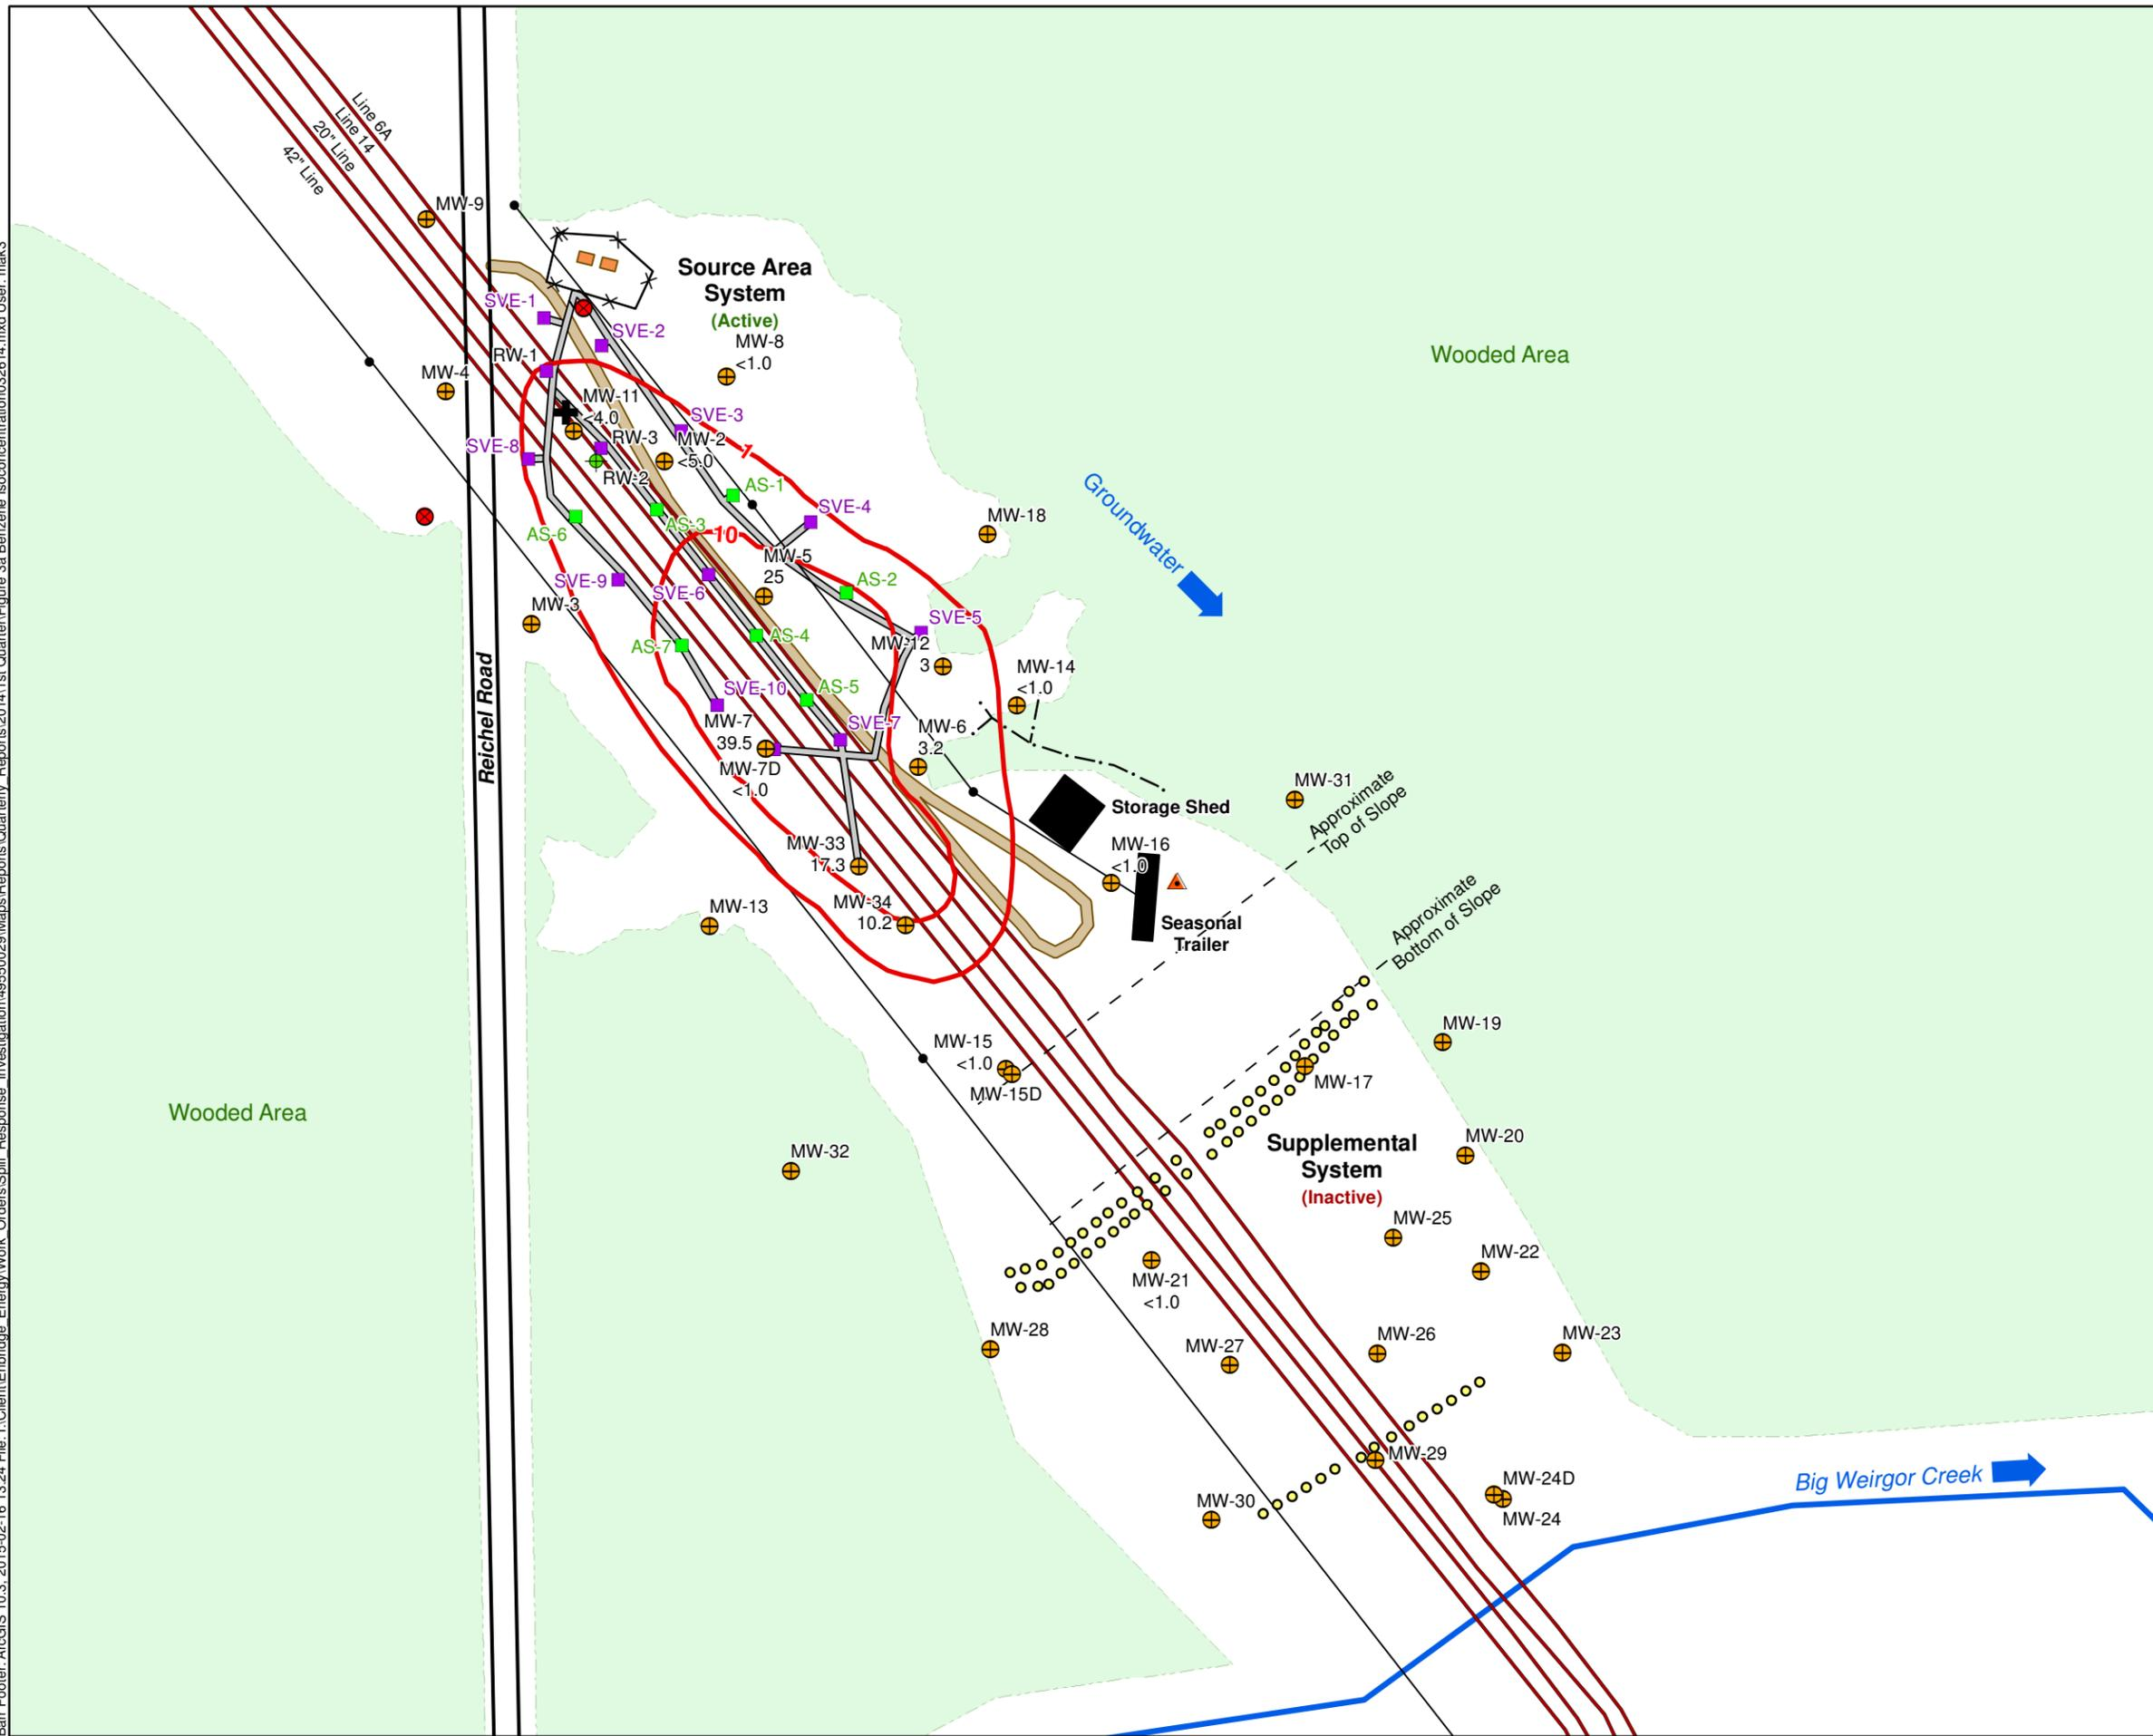 Line 6A
Line 14
20" Line
42" Line
MW-9
Source Area
System
(Active)
SVE-1
SVE-2
MW-8
<1.0
RW-1
MW-4
MW-11
<4.0
SVE-3
RW-3
MW-2
<5.0
1
SVE-8
RW-2
AS-1
SVE-4
AS-3
AS-6
10
MW-18
MW-5
25
AS-2
SVE-9
SVE-6
MW-3
SVE-5
AS-7
AS-4
MW-12
3
MW-14
<1.0
SVE-10
AS-5
MW-7
39.5
SVE-7
MW-6
3.2
MW-7D
<1.0
Groundwater
Wooded Area
Reichel Road
Storage Shed
MW-31
Approximate
Top of Slope
MW-33
17.3
MW-16
<1.0
MW-34
10.2
MW-13
Seasonal
Trailer
Approximate
Bottom of Slope
MW-15
<1.0
MW-15D
MW-19
MW-17
Wooded Area
MW-32
Supplemental
System
(Inactive)
MW-20
MW-25
MW-22
MW-21
<1.0
MW-28
MW-27
MW-26
MW-23
MW-29
MW-30
MW-24D
MW-24
Big Weirgor Creek